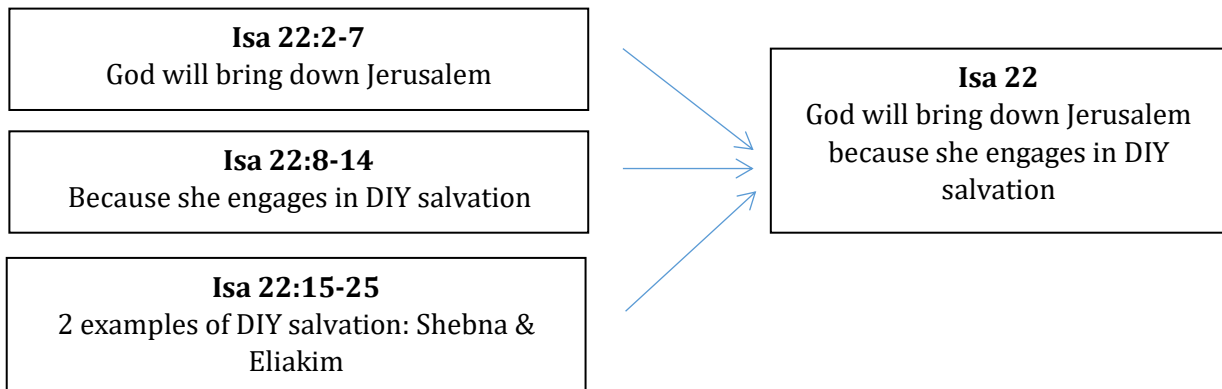 Isa 22:2-7
God will bring down Jerusalem
Isa 22:8-14
Because she engages in DIY salvation
Isa 22:15-25
2 examples of DIY salvation: Shebna &
Eliakim
Isa 22
God will bring down Jerusalem
because she engages in DIY
salvation